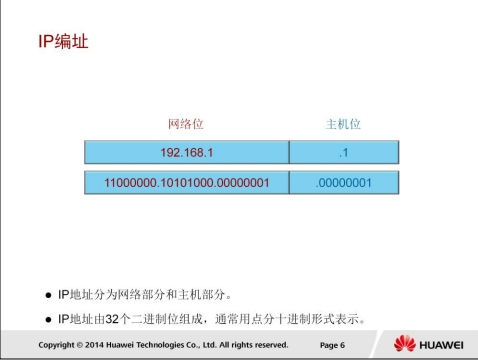 IP编址
网络位 主机位
192.168.1 .1
11000000.10101000.00000001 .00000001
● IP地址分为网络部分和主机部分。
● IP地址由32个二进制位组成，通常用点分十进制形式表示。
Copyright © 2014 Huawei Technologies Co., Ltd. All rights reserved. Page 6 HUAWEI